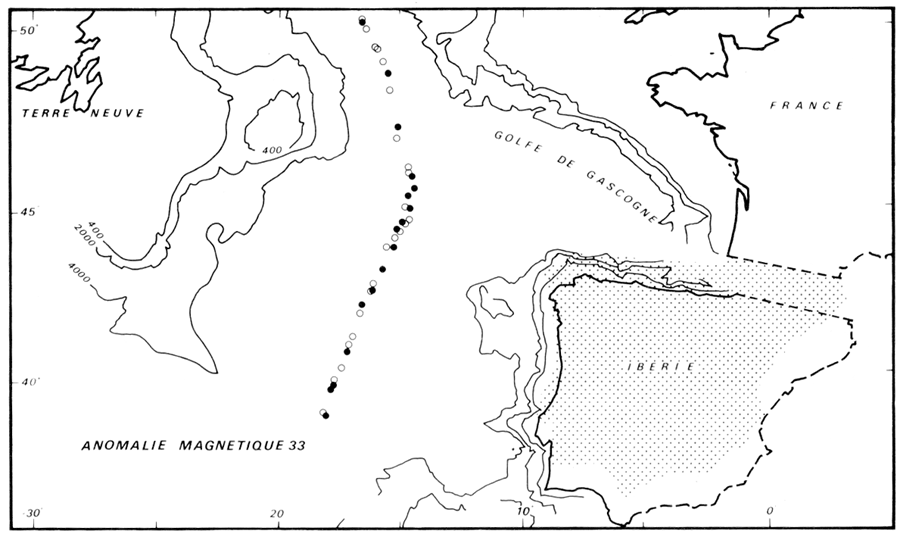 50°
TERRE NEUVE
FRANCE
400
GOLFE DE GASCOGNE
45°
400
2000
4000
IBERIE
40°
ANOMALIE MAGNETIQUE 33
30°
20
10°
0